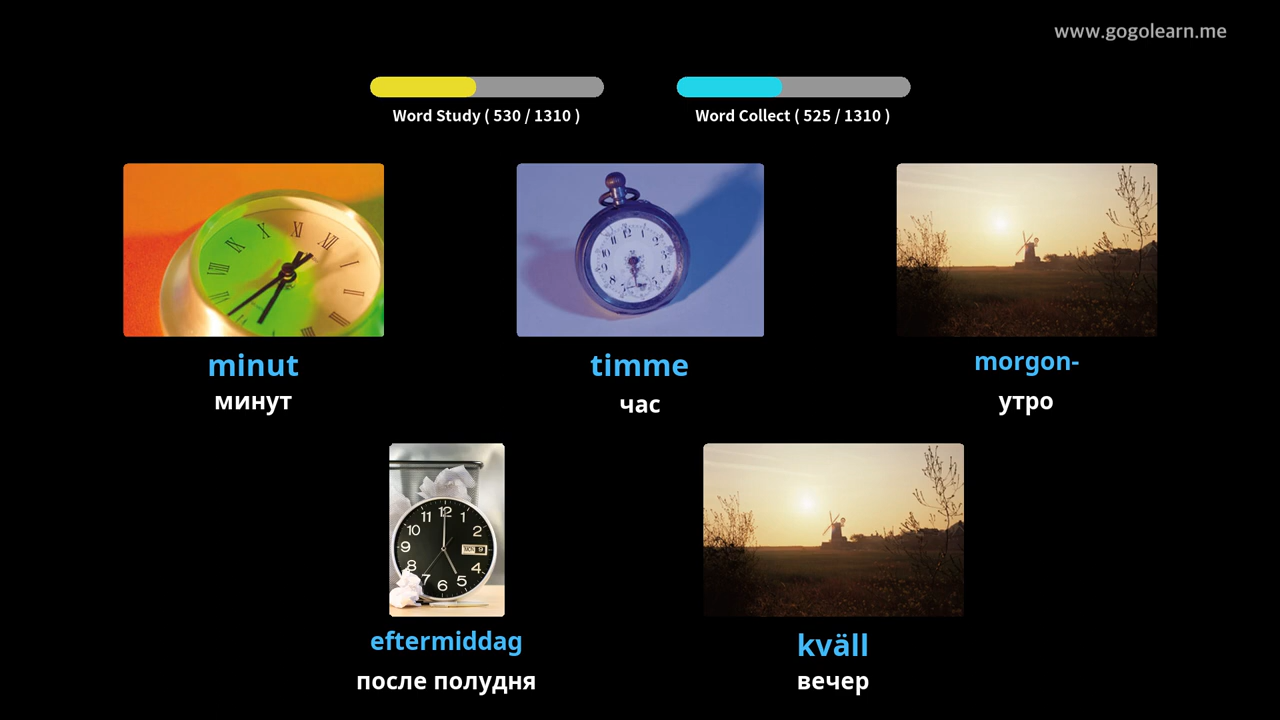 www.gogolearn.me
Word Study ( 530 / 1310 )
Word Collect ( 525 / 1310 )
minut
timme
morgon-
минут
час
утро
eftermiddag
kväll
после полудня
вечер